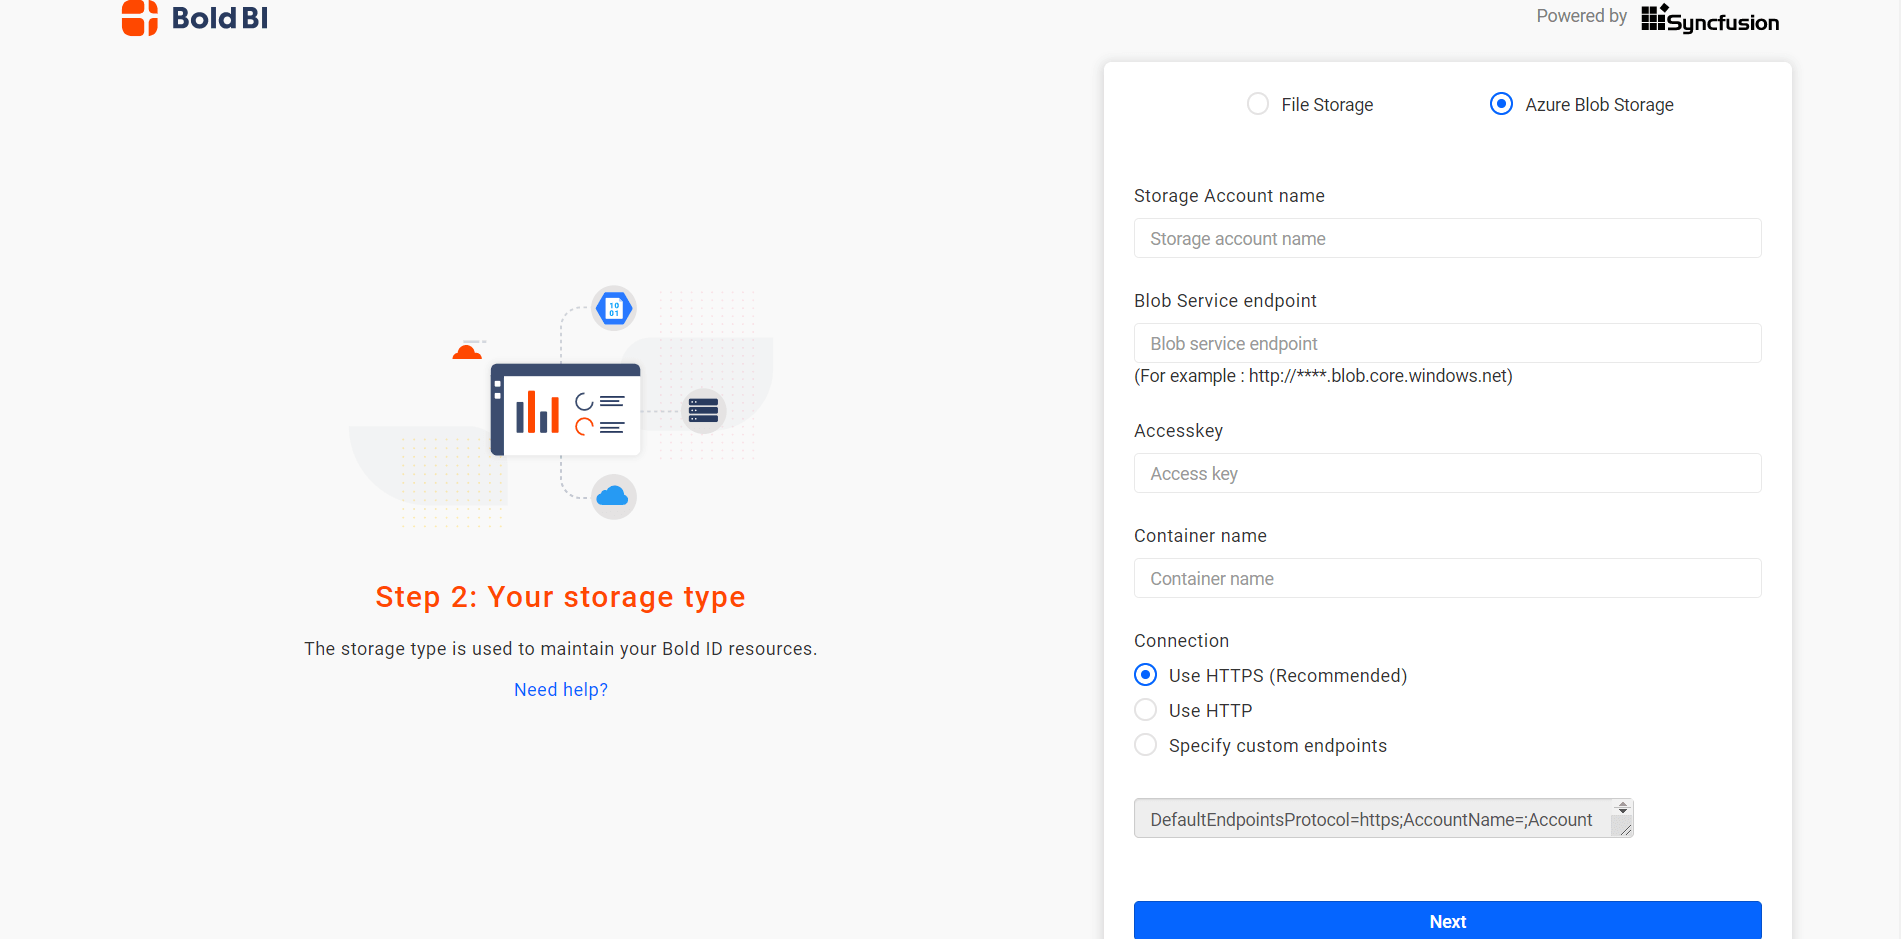 Bold BI
Powered by Syncfusion
File Storage
Azure Blob Storage
Storage Account name
Storage account name
Blob Service endpoint
Blob service endpoint
(For example : http://****.blob.core.windows.net)
Accesskey
Access key
Container name
Container name
Connection
Use HTTPS (Recommended)
Use HTTP
Specify custom endpoints
DefaultEndpointsProtocol=https;AccountName=;Account
Next
10
01
Step 2: Your storage type
The storage type is used to maintain your Bold ID resources.
Need help?